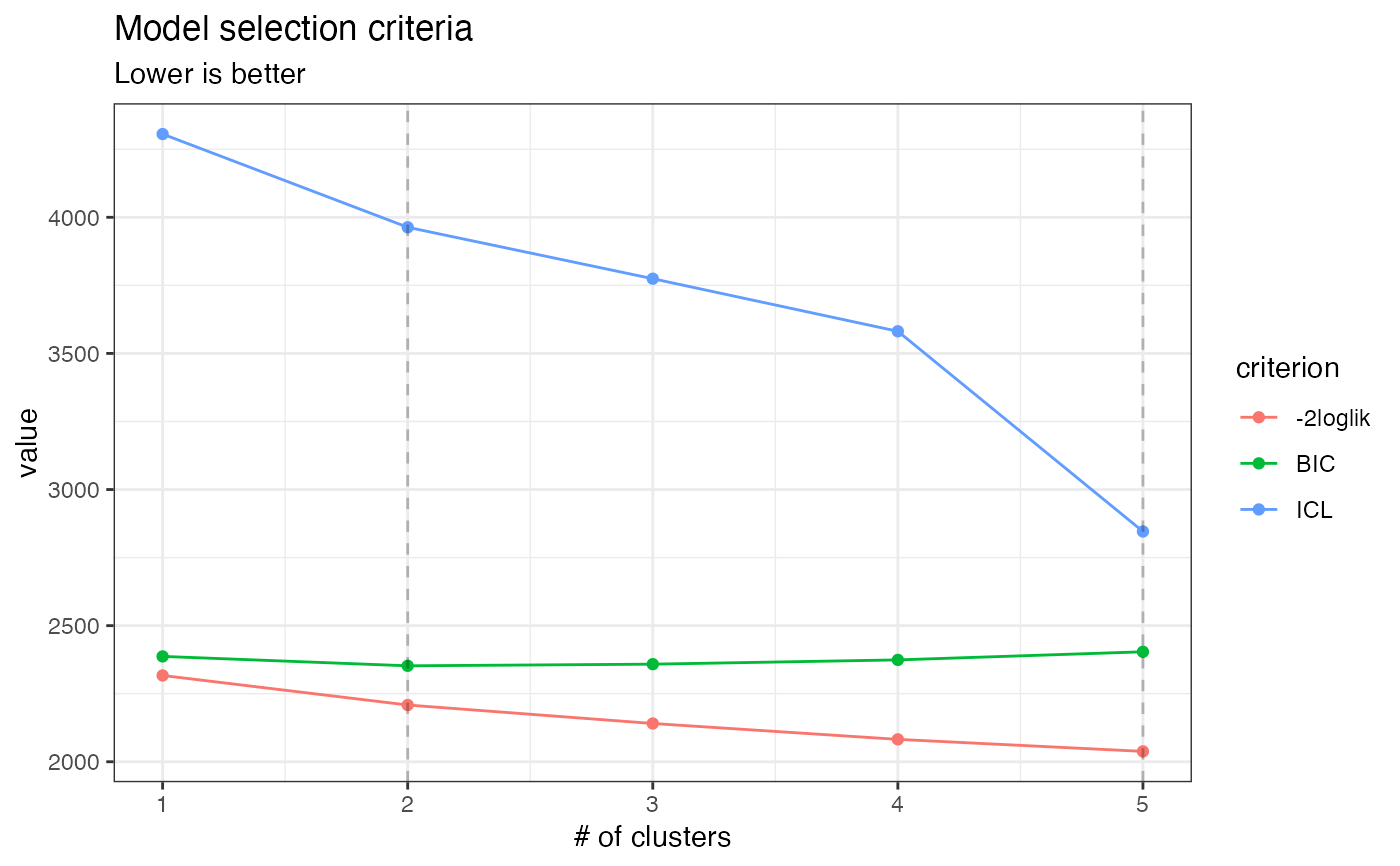 Model selection criteria
Lower is better
value
4000
3500
3000
2500
2000
1
2
3
4
5
# of clusters
criterion
-2loglik
BIC
ICL